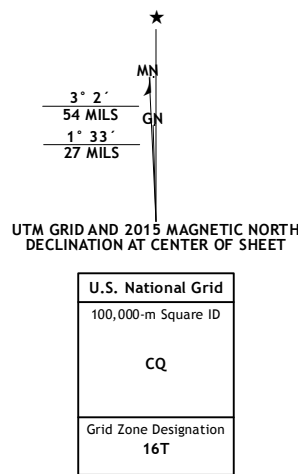 ★
MN
3° 2´
54 MILS
GN
1° 33´
27 MILS
UTM GRID AND 2015 MAGNETIC NORTH
DECLINATION AT CENTER OF SHEET
U.S. National Grid
100,000-m Square ID
CQ
Grid Zone Designation
16T